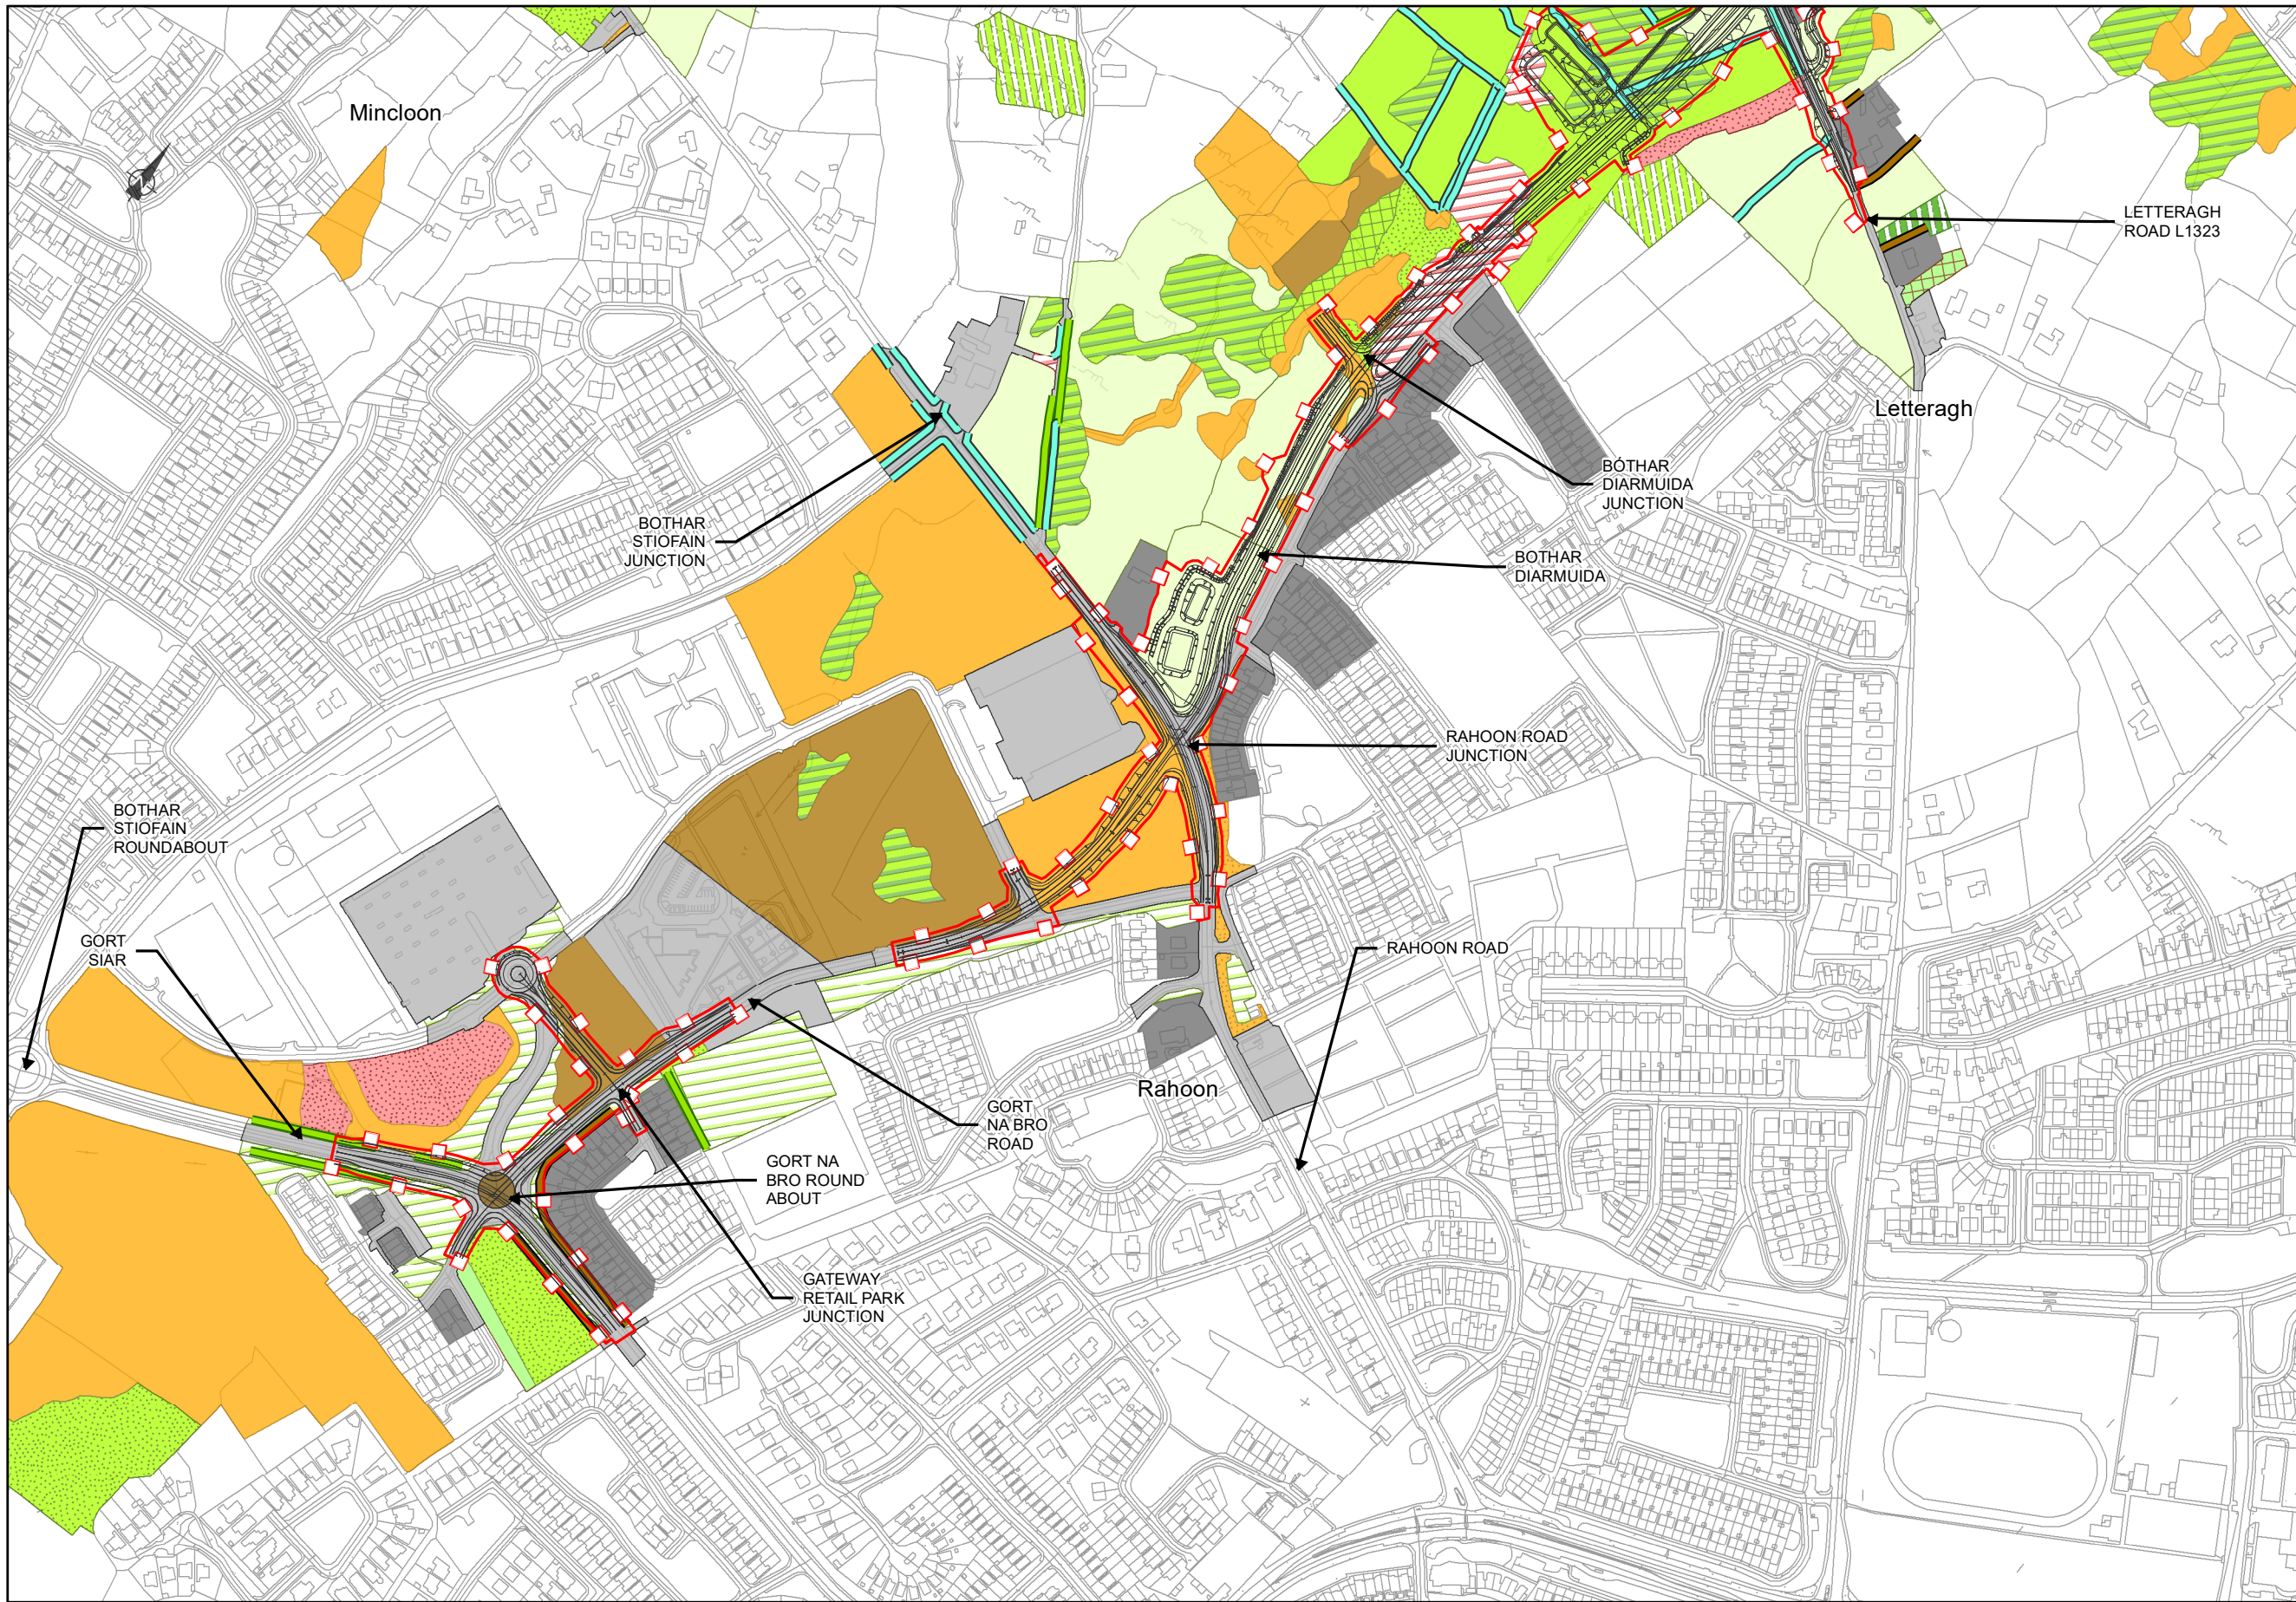 Mincloon
LETTERAGH
ROAD L1323
Letteragh
BÓTHAR
DIARMUIDA
JUNCTION
BOTHAR
STIOFAIN
JUNCTION
BOTHAR
DIARMUIDA
RAHOON ROAD
JUNCTION
BOTHAR
STIOFAIN
ROUNDABOUT
GORT
SIAR
RAHOON ROAD
Rahoon
GORT
NA BRO
ROAD
GORT NA
BRO ROUND
ABOUT
GATEWAY
RETAIL PARK
JUNCTION